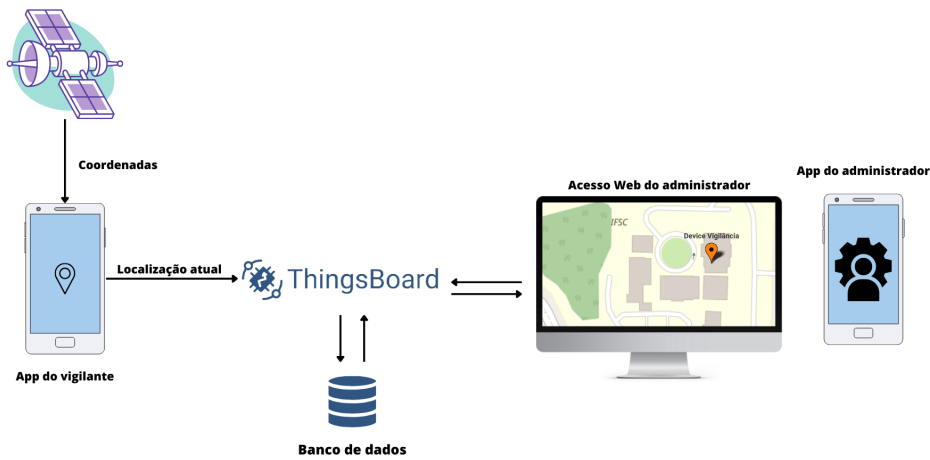 Coordenadas
App do administrador
Acesso Web do administrador
IFSC
Device Vigilância
Localização atual
ThingsBoard
App do vigilante
Banco de dados